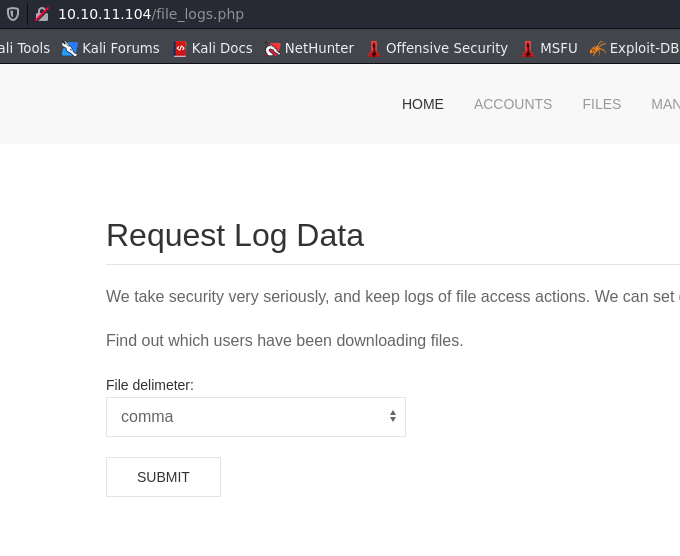 10.10.11.104/file_logs.php
ali Tools Kali Forums Kali Docs NetHunter Offensive Security MSFU Exploit-DB
HOME ACCOUNTS FILES MAN
Request Log Data
We take security very seriously, and keep logs of file access actions. We can set
Find out which users have been downloading files.
File delimeter:
comma
SUBMIT